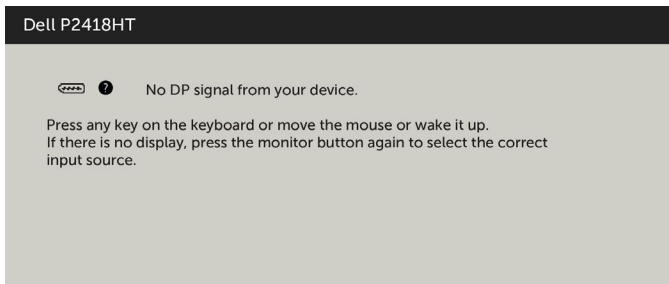 Dell P2418HT
? No DP signal from your device.
Press any key on the keyboard or move the mouse or wake it up.
If there is no display, press the monitor button again to select the correct
input source.